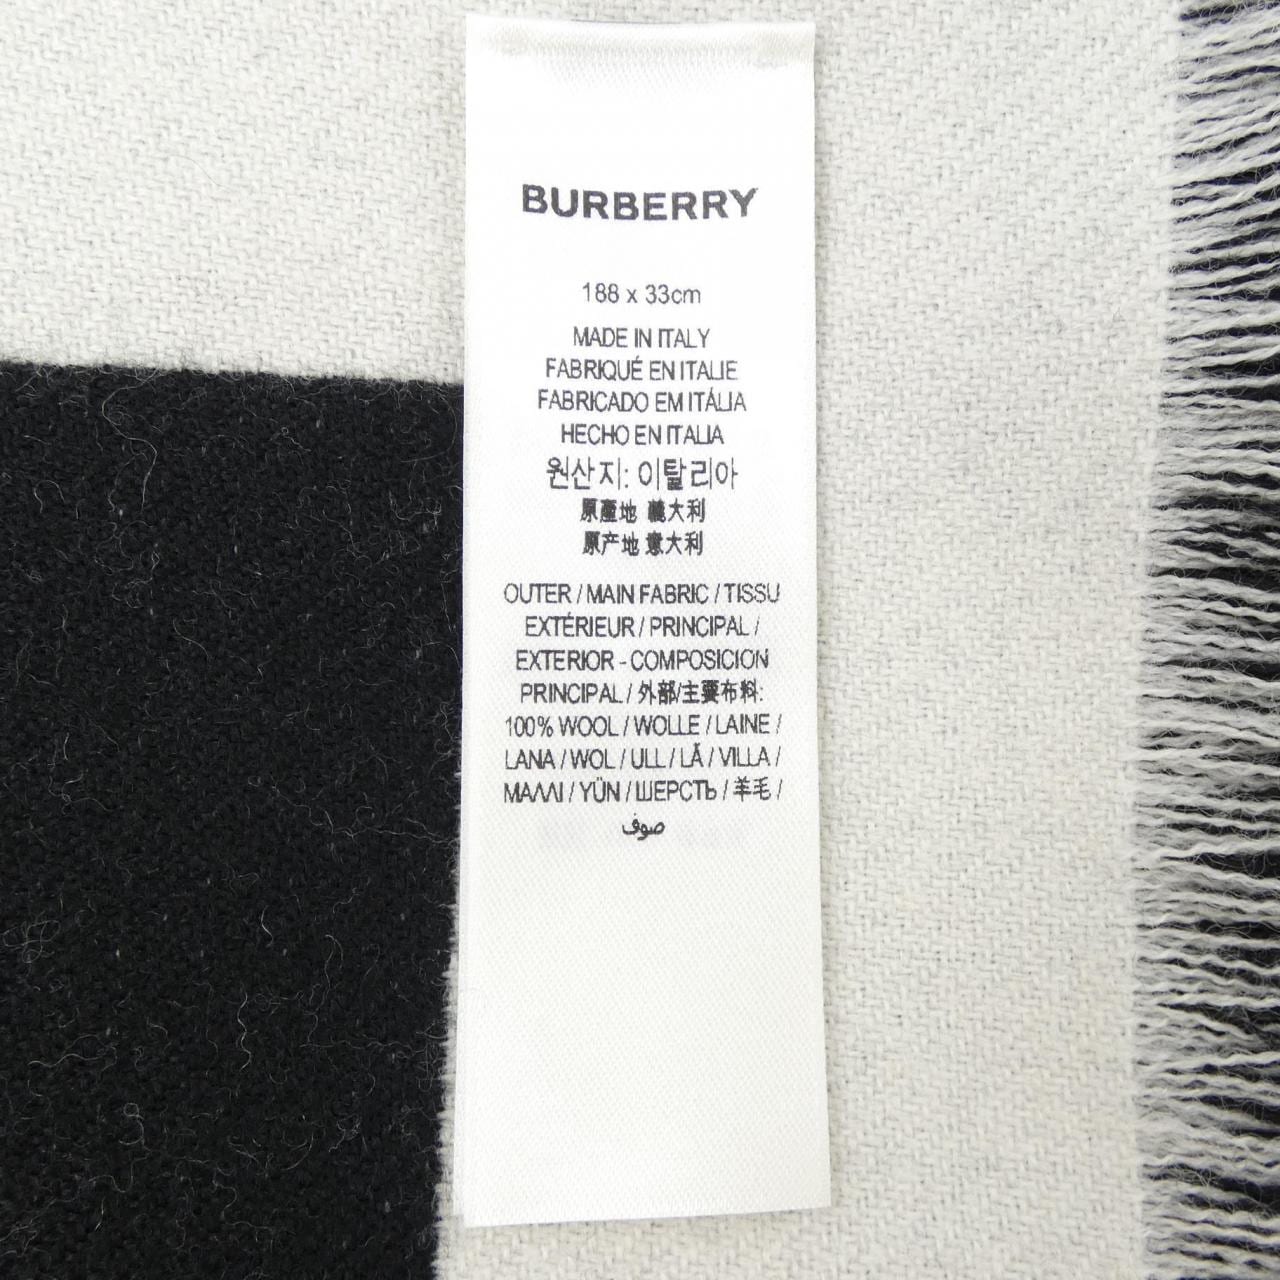 BURBERRY
188 x 33cm
MADE IN ITALY
FABRIQUÉ EN ITALIE
FABRICADO EM ITÁLIA
HECHO EN ITALIA
원산지: 이탈리아
原產地 義大利
原产地 意大利
OUTER / MAIN FABRIC / TISSU
EXTÉRIEUR / PRINCIPAL /
EXTERIOR - COMPOSICION
PRINCIPAL / 外部/主要布料:
100% WOOL / WOLLE / LAINE /
LANA / WOL / ULL / LÃ / VILLA /
ΜΑΛΛΙ / YÜN / ШЕРСТЬ / 羊毛 /
صوف